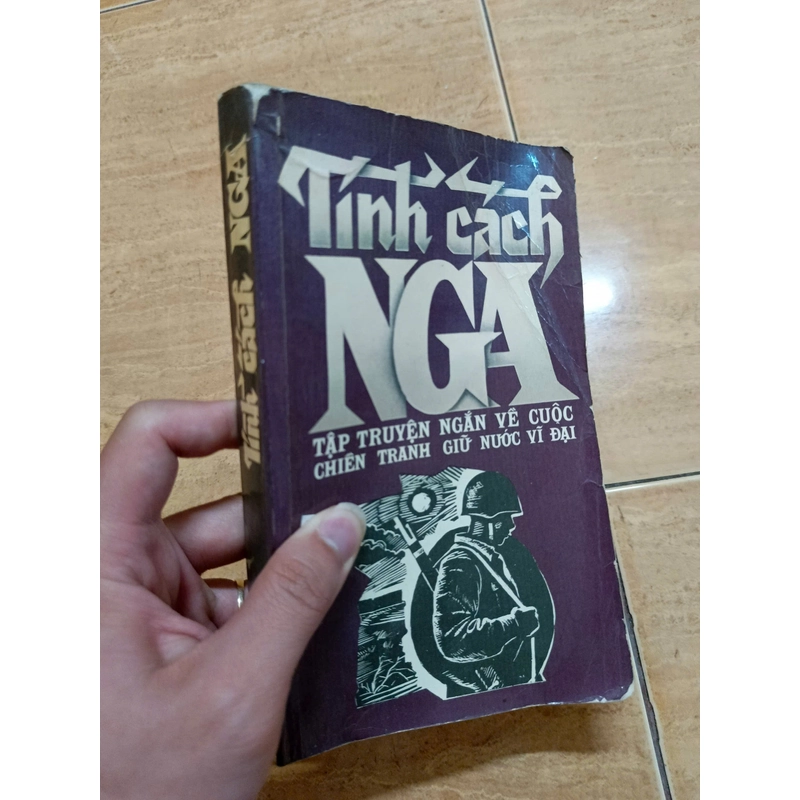 Tính cách
NGA
TẬP TRUYỆN NGẮN VỀ CUỘC
CHIẾN TRANH GIỮ NƯỚC VĨ ĐẠI
Tính cách NGA